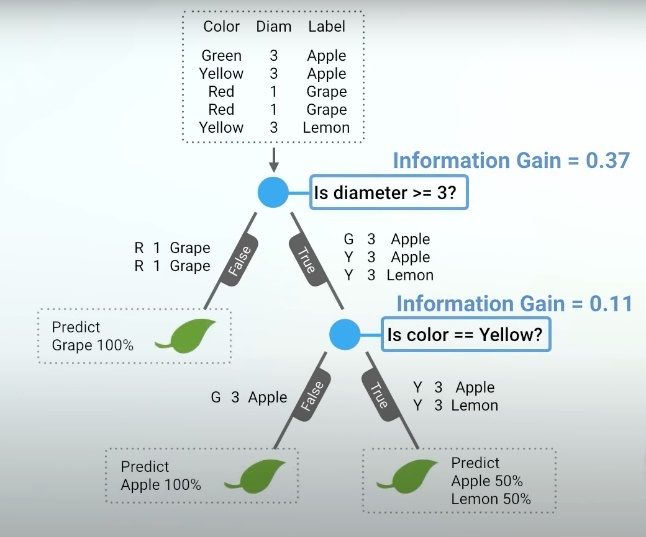 Color Diam Label
Green 3 Apple
Yellow 3 Apple
Red 1 Grape
Red 1 Grape
Yellow 3 Lemon
Information Gain = 0.37
Is diameter >= 3?
R 1 Grape
R 1 Grape
False
True
G 3 Apple
Y 3 Apple
Y 3 Lemon
Information Gain = 0.11
Predict
Grape 100%
Is color == Yellow?
G 3 Apple
False
True
Y 3 Apple
Y 3 Lemon
Predict
Apple 100%
Predict
Apple 50%
Lemon 50%